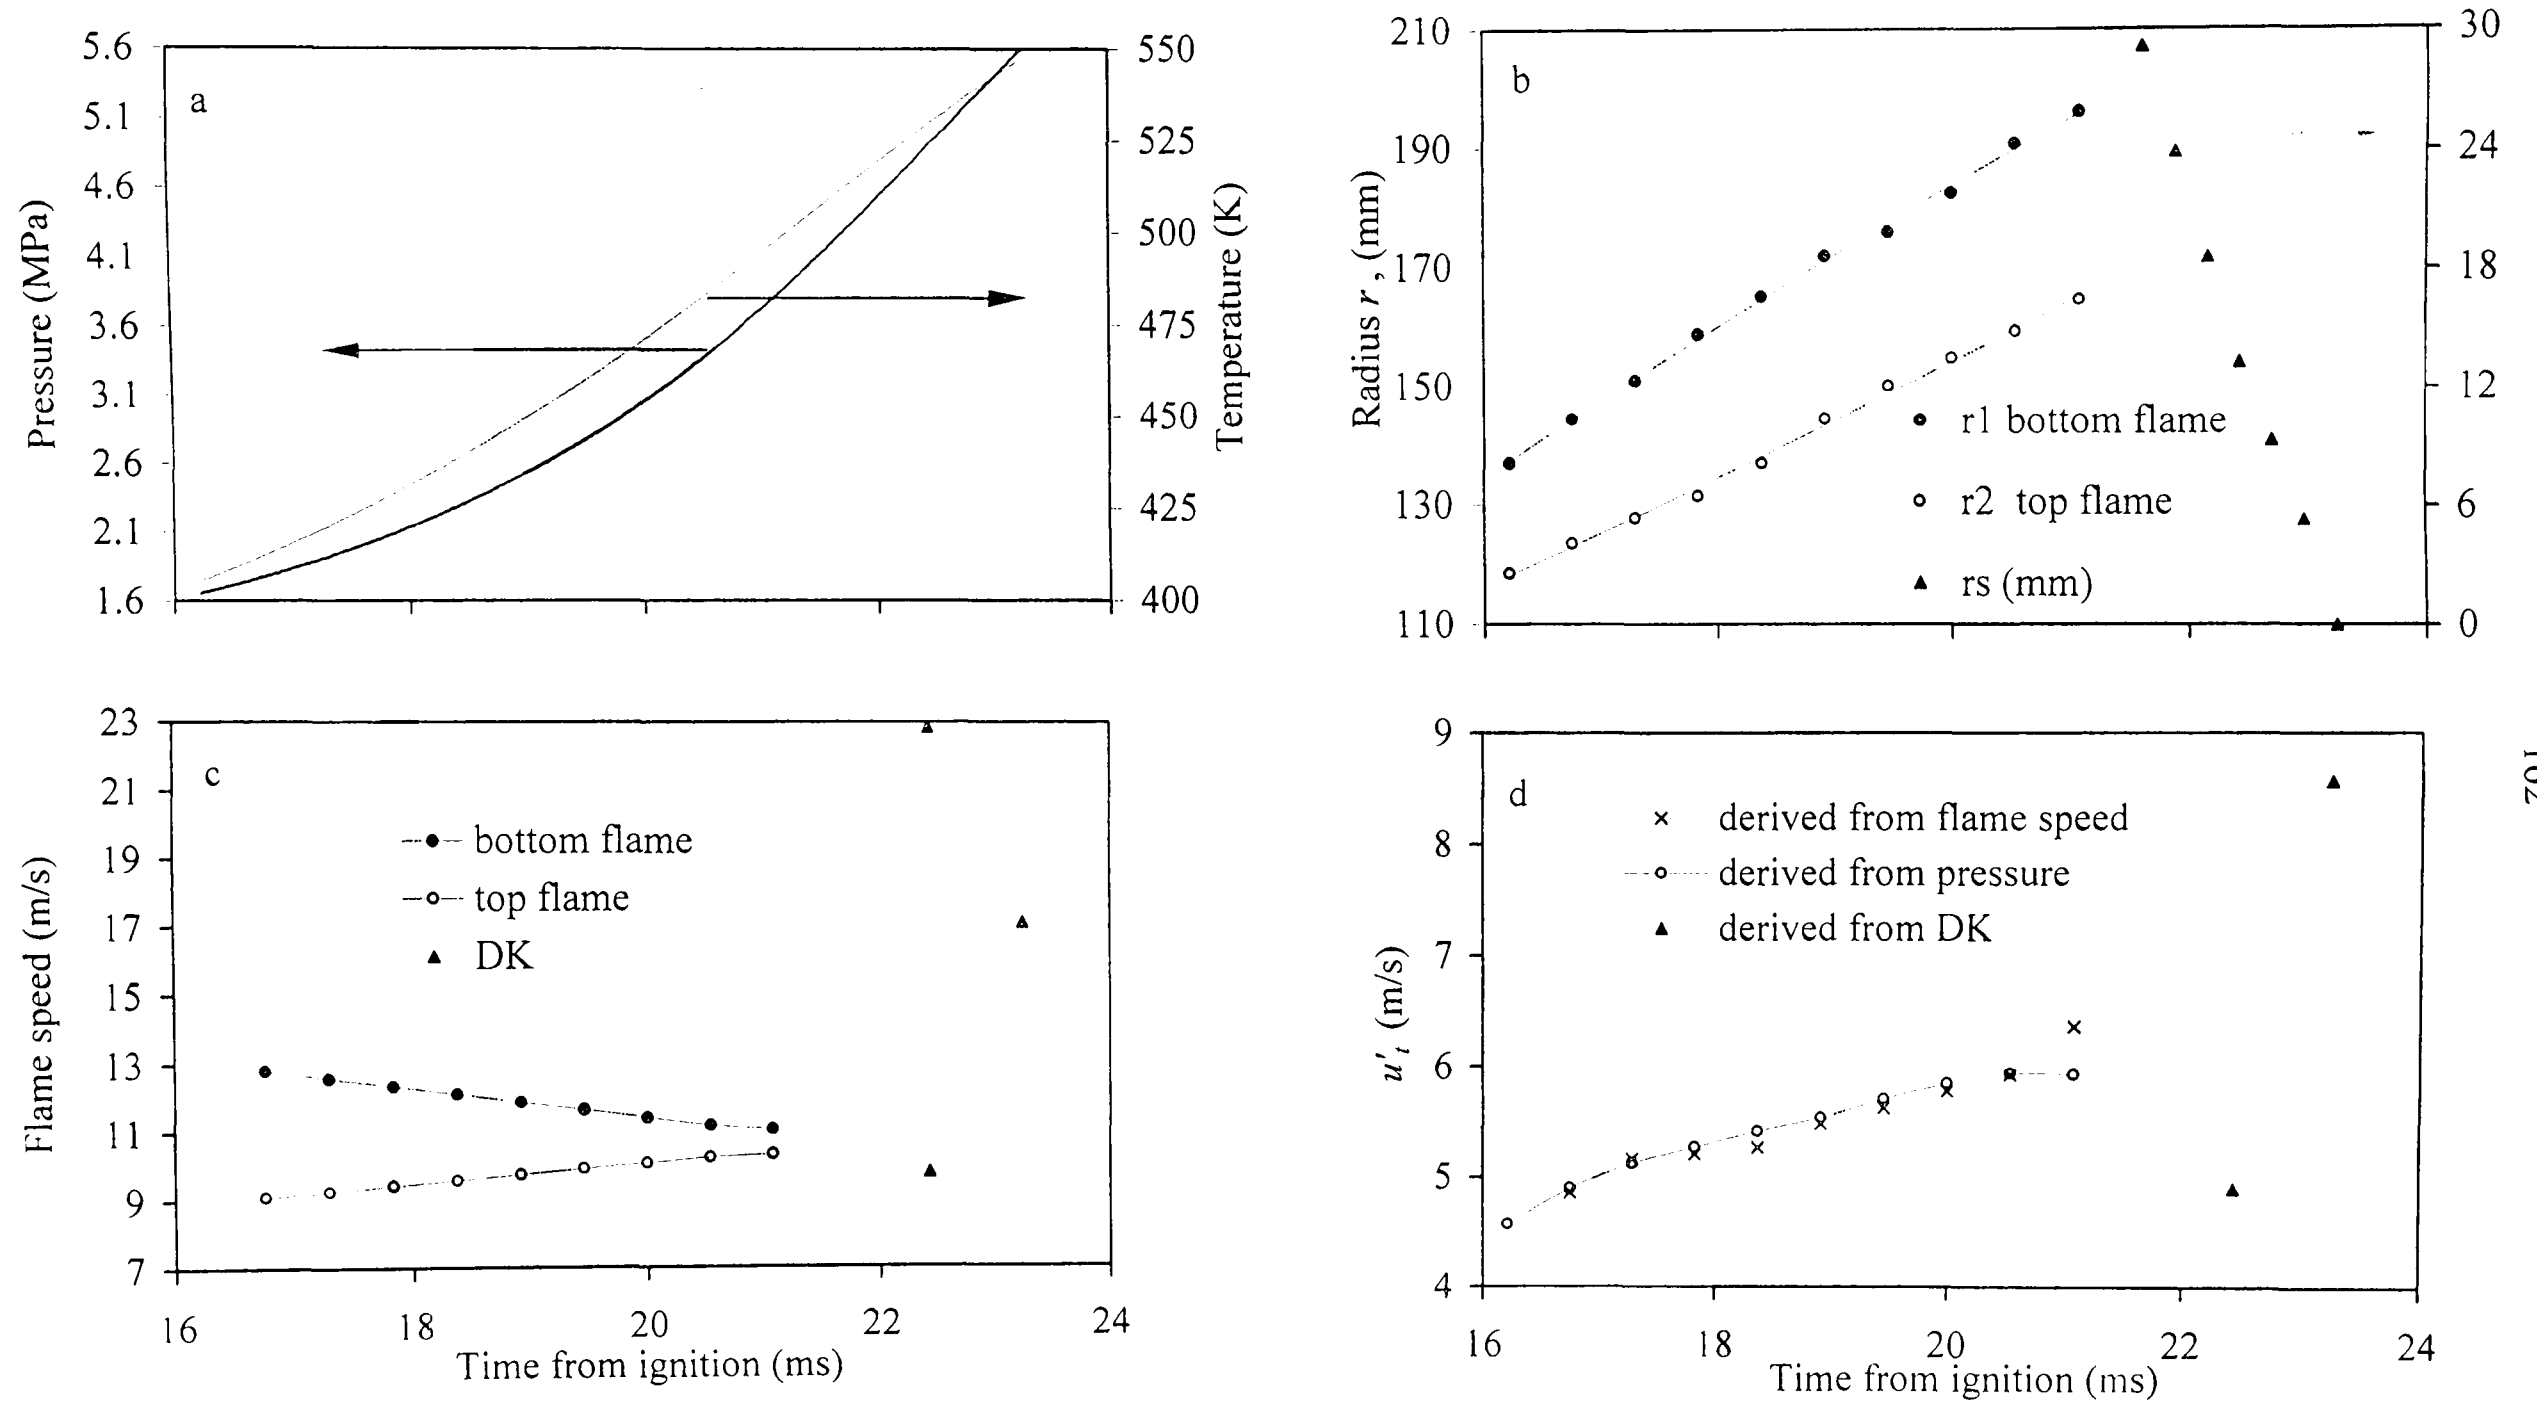 a
5.6
5.1
4.6
4.1
3.6
3.1
2.6
2.1
1.6
Pressure (MPa)
550
525
500
475
450
425
400
Temperature (K)
b
210
190
170
150
130
110
Radius r, (mm)
30
24
18
12
6
0
r1 bottom flame
r2 top flame
rs (mm)
c
23
21
19
17
15
13
11
9
7
Flame speed (m/s)
bottom flame
top flame
DK
16 18 20 22 24
Time from ignition (ms)
d
9
8
7
6
5
4
u't (m/s)
derived from flame speed
derived from pressure
derived from DK
16 18 20 22 24
Time from ignition (ms)